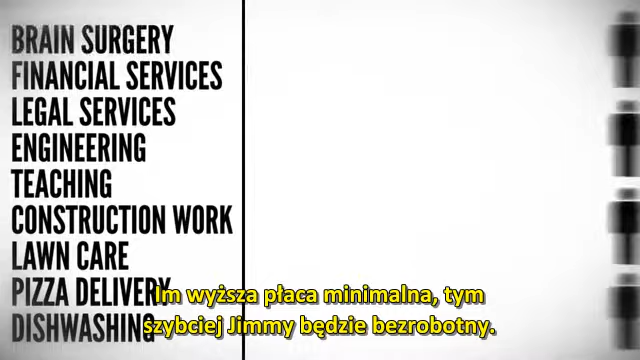 BRAIN SURGERY
FINANCIAL SERVICES
LEGAL SERVICES
ENGINEERING
TEACHING
CONSTRUCTION WORK
LAWN CARE
PIZZA DELIVERY
DISHWASHING
Im wyższa płaca minimalna, tym
szybciej Jimmy będzie bezrobotny.